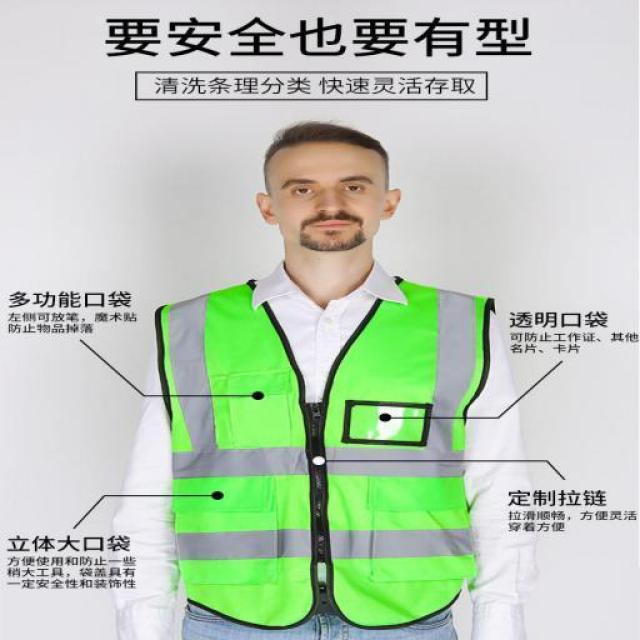 要安全也要有型
清洗条理分类 快速灵活存取
多功能口袋
左侧可放笔，魔术贴
防止物品掉落
透明口袋
可防止工作证、其他
名片、卡片
定制拉链
拉滑顺畅，方便灵活
穿着方便
立体大口袋
方便使用和防止一些
稍大工具，袋盖具有
一定安全性和装饰性